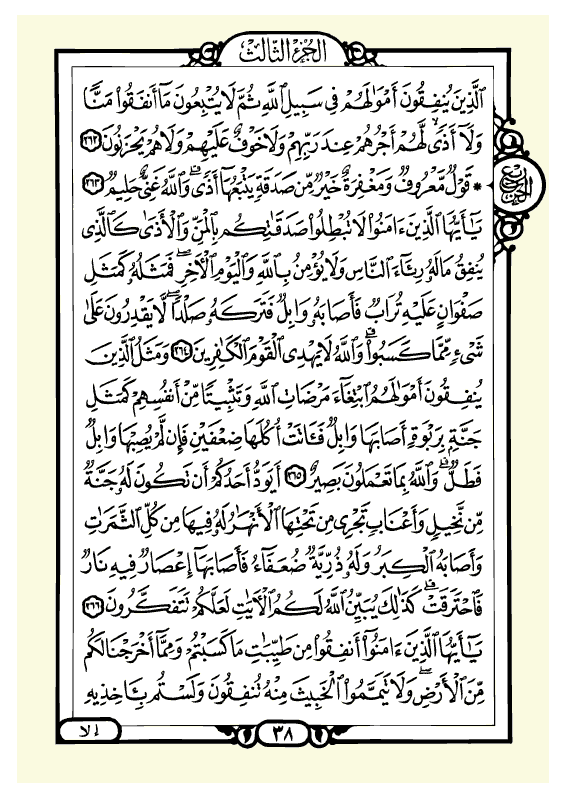 الجزء الثالث
الَّذِينَ يُنفِقُونَ أَمْوَٰلَهُمْ فِى سَبِيلِ ٱللَّهِ ثُمَّ لَا يُتْبِعُونَ مَآ أَنفَقُوا۟ مَنًّا
وَلَآ أَذًى ۙ لَّهُمْ أَجْرُهُمْ عِندَ رَبِّهِمْ وَلَا خَوْفٌ عَلَيْهِمْ وَلَا هُمْ يَحْزَنُونَ ٢٦٢
* قَوْلٌ مَّعْرُوفٌ وَمَغْفِرَةٌ خَيْرٌ مِّن صَدَقَةٍ يَتْبَعُهَآ أَذًى ۗ وَٱللَّهُ غَنِىٌّ حَلِيمٌ ٢٦٣
يَٰٓأَيُّهَا ٱلَّذِينَ ءَامَنُوا۟ لَا تُبْطِلُوا۟ صَدَقَٰتِكُم بِٱلْمَنِّ وَٱلْأَذَىٰ كَٱلَّذِى
يُنفِقُ مَالَهُۥ رِئَآءَ ٱلنَّاسِ وَلَا يُؤْمِنُ بِٱللَّهِ وَٱلْيَوْمِ ٱلْءَاخِرِ ۖ فَمَثَلُهُۥ كَمَثَلِ
صَفْوَانٍ عَلَيْهِ تُرَابٌ فَأَصَابَهُۥ وَابِلٌ فَتَرَكَهُۥ صَلْدًا ۖ لَّا يَقْدِرُونَ عَلَىٰ
شَىْءٍ مِّمَّا كَسَبُوا۟ ۗ وَٱللَّهُ لَا يَهْدِى ٱلْقَوْمَ ٱلْكَٰفِرِينَ ٢٦٤ وَمَثَلُ ٱلَّذِينَ
يُنفِقُونَ أَمْوَٰلَهُمُ ٱبْتِغَآءَ مَرْضَاتِ ٱللَّهِ وَتَثْبِيتًا مِّنْ أَنفُسِهِمْ كَمَثَلِ
جَنَّةٍۭ بِرَبْوَةٍ أَصَابَهَا وَابِلٌ فَـَٔاتَتْ أُكُلَهَا ضِعْفَيْنِ فَإِن لَّمْ يُصِبْهَا وَابِلٌ
فَطَلٌّ ۗ وَٱللَّهُ بِمَا تَعْمَلُونَ بَصِيرٌ ٢٦٥ أَيَوَدُّ أَحَدُكُمْ أَن تَكُونَ لَهُۥ جَنَّةٌ
مِّن نَّخِيلٍ وَأَعْنَابٍ تَجْرِى مِن تَحْتِهَا ٱلْأَنْهَٰرُ لَهُۥ فِيهَا مِن كُلِّ ٱلثَّمَرَٰتِ
وَأَصَابَهُ ٱلْكِبَرُ وَلَهُۥ ذُرِّيَّةٌ ضُعَفَآءُ فَأَصَابَهَآ إِعْصَارٌ فِيهِ نَارٌ
فَٱحْتَرَقَتْ ۗ كَذَٰلِكَ يُبَيِّنُ ٱللَّهُ لَكُمُ ٱلْءَايَٰتِ لَعَلَّكُمْ تَتَفَكَّرُونَ ٢٦٦
يَٰٓأَيُّهَا ٱلَّذِينَ ءَامَنُوٓا۟ أَنفِقُوا۟ مِن طَيِّبَٰتِ مَا كَسَبْتُمْ وَمِمَّآ أَخْرَجْنَا لَكُم
مِّنَ ٱلْأَرْضِ ۖ وَلَا تَيَمَّمُوا۟ ٱلْخَبِيثَ مِنْهُ تُنفِقُونَ وَلَسْتُم بِـَٔاخِذِيهِ
٣٨
إلا